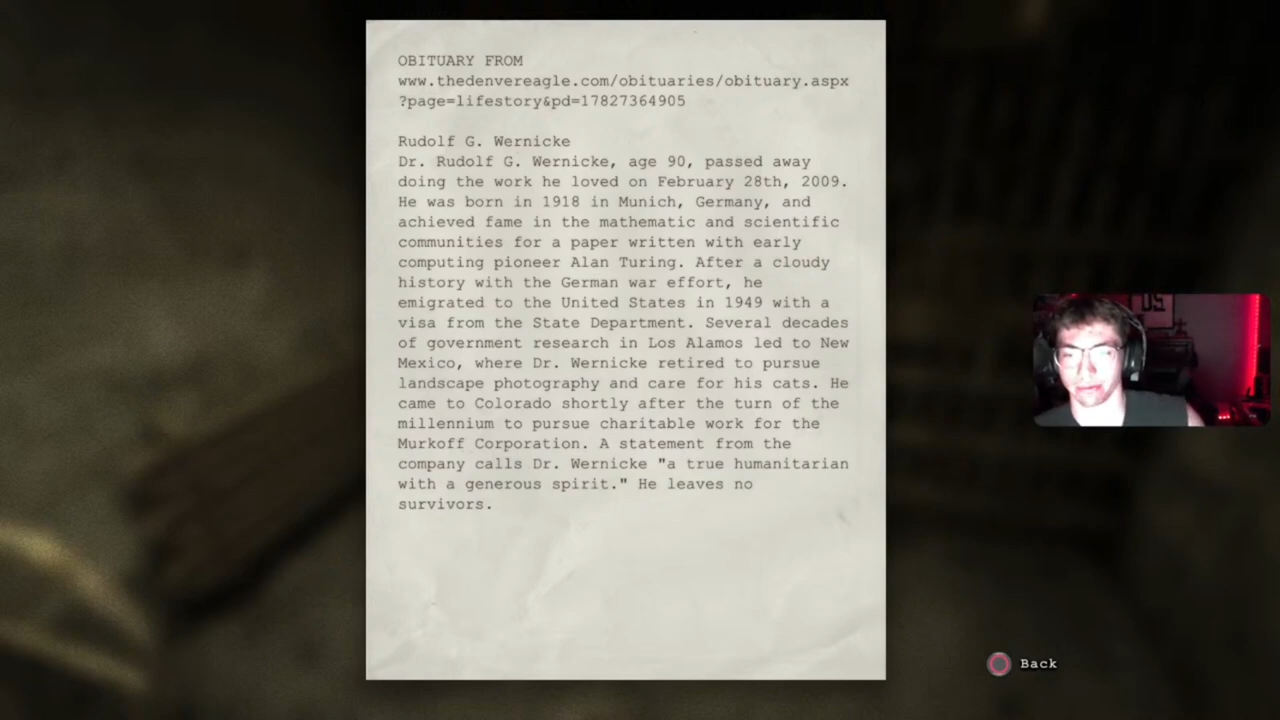 OBITUARY FROM
www.thedenvereagle.com/obituaries/obituary.aspx
?page=lifestory&pd=17827364905
Rudolf G. Wernicke
Dr. Rudolf G. Wernicke, age 90, passed away
doing the work he loved on February 28th, 2009.
He was born in 1918 in Munich, Germany, and
achieved fame in the mathematic and scientific
communities for a paper written with early
computing pioneer Alan Turing. After a cloudy
history with the German war effort, he
emigrated to the United States in 1949 with a
visa from the State Department. Several decades
of government research in Los Alamos led to New
Mexico, where Dr. Wernicke retired to pursue
landscape photography and care for his cats. He
came to Colorado shortly after the turn of the
millennium to pursue charitable work for the
Murkoff Corporation. A statement from the
company calls Dr. Wernicke "a true humanitarian
with a generous spirit." He leaves no
survivors.
Back